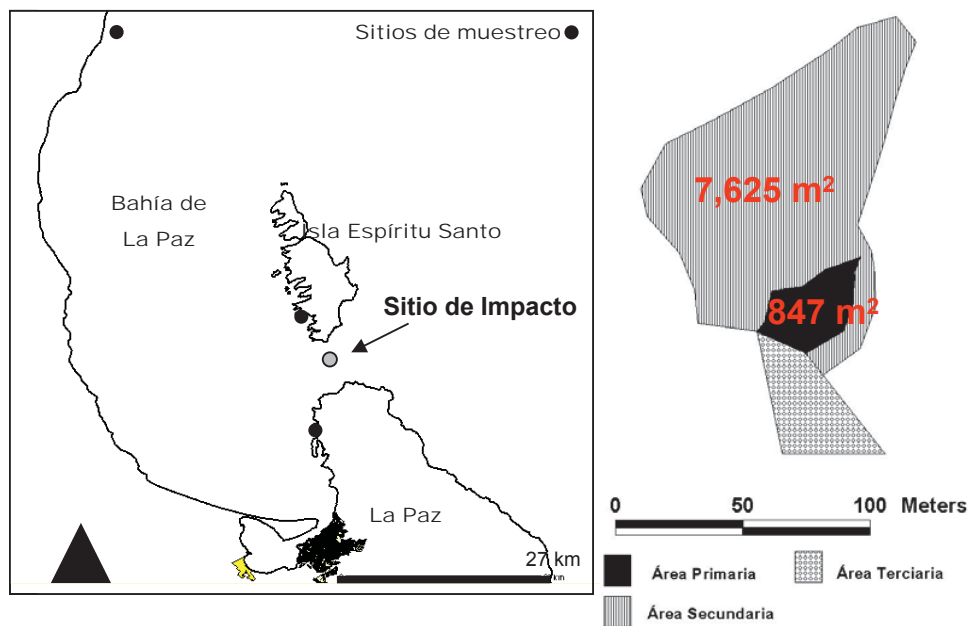 Sitios de muestreo
Bahía de
La Paz
Isla Espíritu Santo
Sitio de Impacto
La Paz
27 km
7,625 m²
847 m²
0 50 100 Meters
Área Primaria
Área Terciaria
Área Secundaria